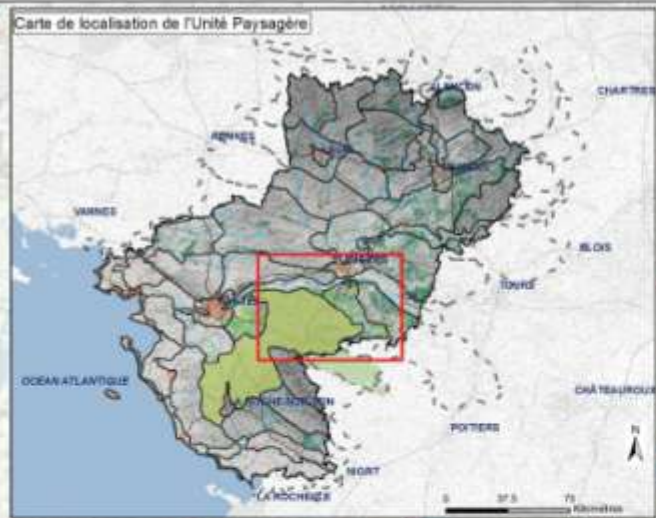 Carte de localisation de l'Unité Paysagère
ALENÇON
CHARTRES
RENNES
VANNES
BLOIS
TOURS
OCEAN ATLANTIQUE
CHÂTEAUROUX
POITIERS
N
NIORT
LA ROCHELLE
0 37.5 75
Kilomètres